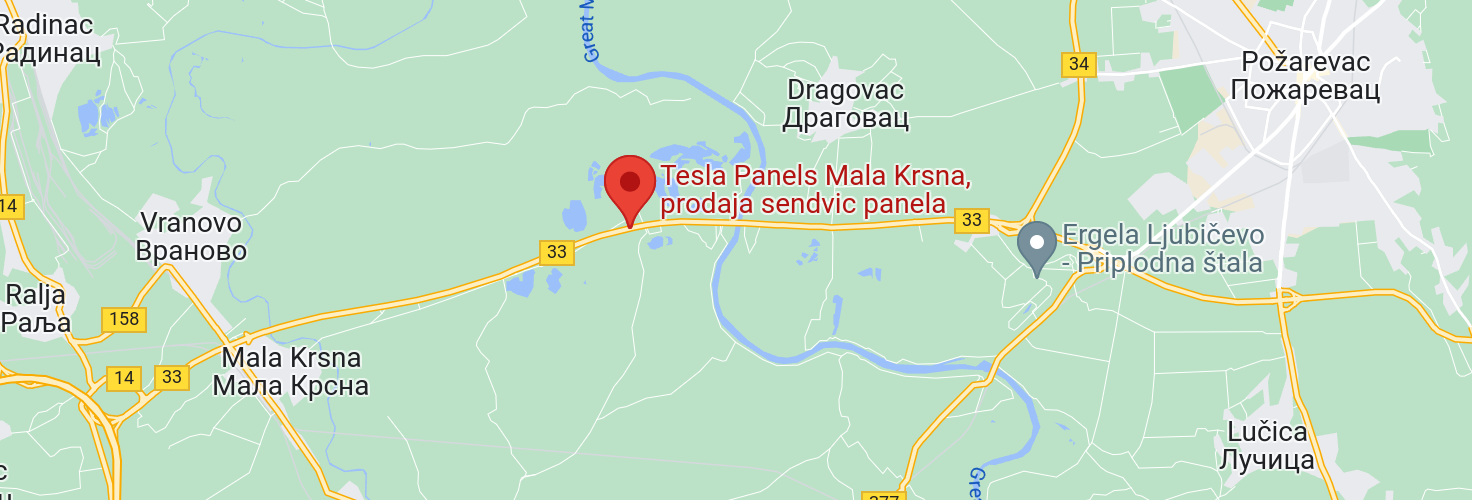 Radinac
Радинац
Great M
34
Požarevac
Пожаревац
Dragovac
Драговац
Tesla Panels Mala Krsna,
prodaja sendvic panela
14
Vranovo
Враново
33
33
Ergela Ljubičevo
- Priplodna štala
Ralja
Раља
158
Mala Krsna
Мала Крсна
14
33
Lučica
Лучица
Gre
377